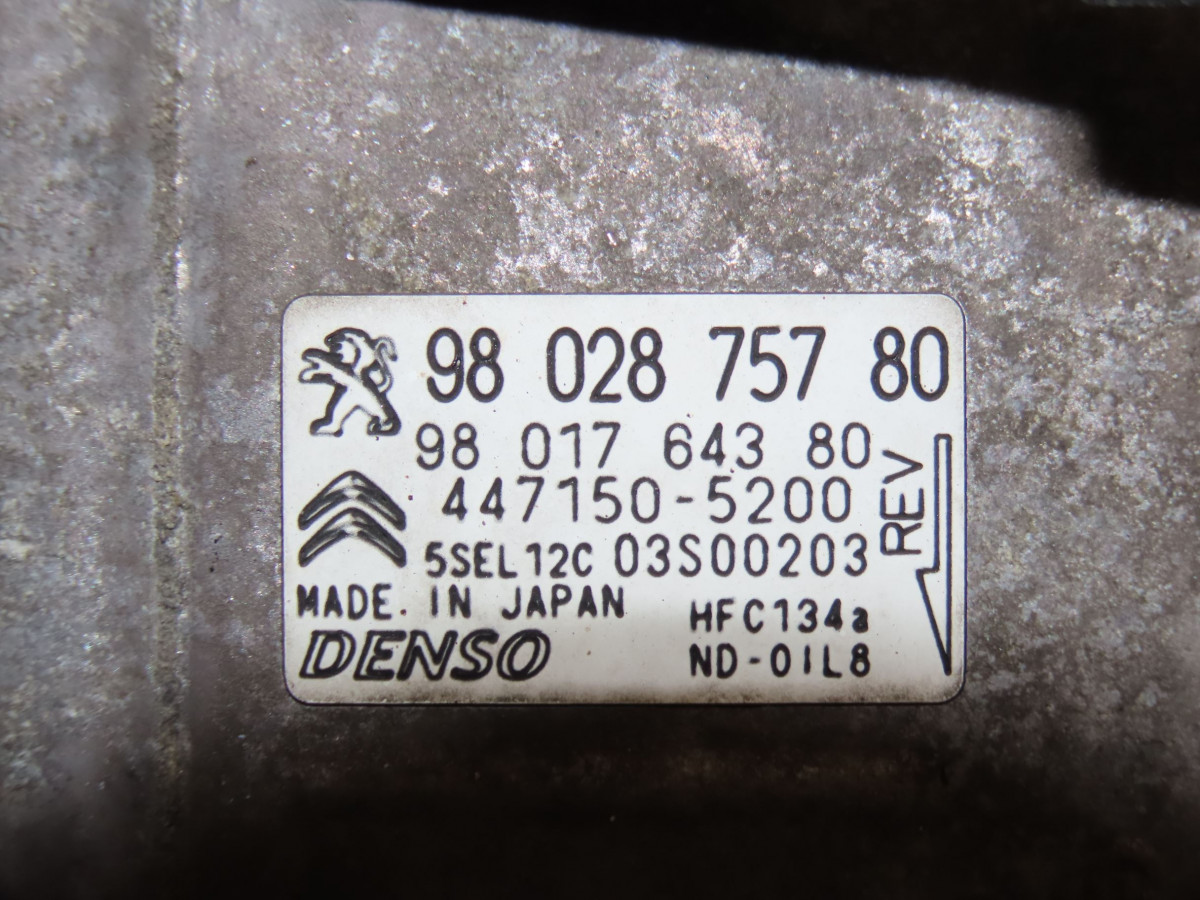 98 028 757 80
98 017 643 80
447150-5200
5SEL12C 03S00203
REV
MADE. IN JAPAN
HFC134a
DENSO
ND-OIL8